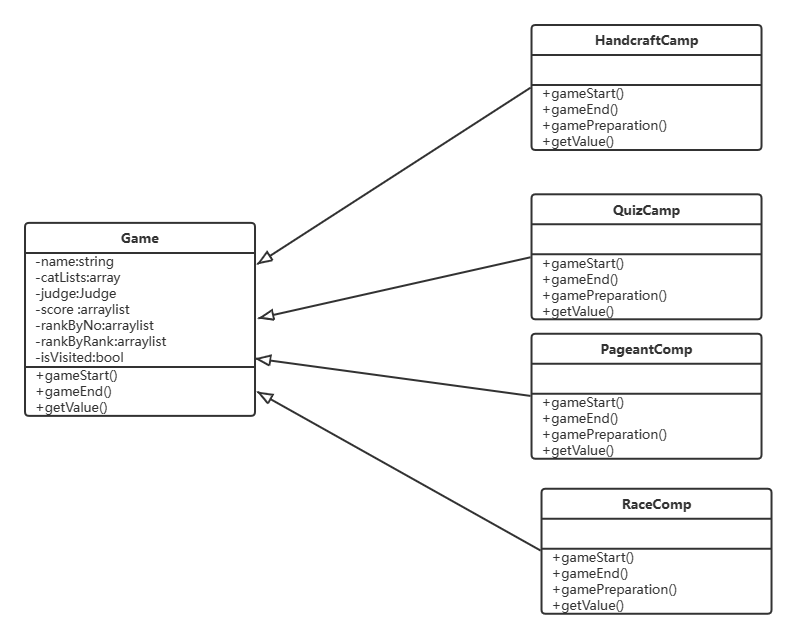 HandcraftCamp
+gameStart()
+gameEnd()
+gamePreparation()
+getValue()
QuizCamp
+gameStart()
+gameEnd()
+gamePreparation()
+getValue()
Game
-name:string
-catLists:array
-judge:Judge
-score :arraylist
-rankByNo:arraylist
-rankByRank:arraylist
-isVisited:bool
+gameStart()
+gameEnd()
+getValue()
PageantComp
+gameStart()
+gameEnd()
+gamePreparation()
+getValue()
RaceComp
+gameStart()
+gameEnd()
+gamePreparation()
+getValue()